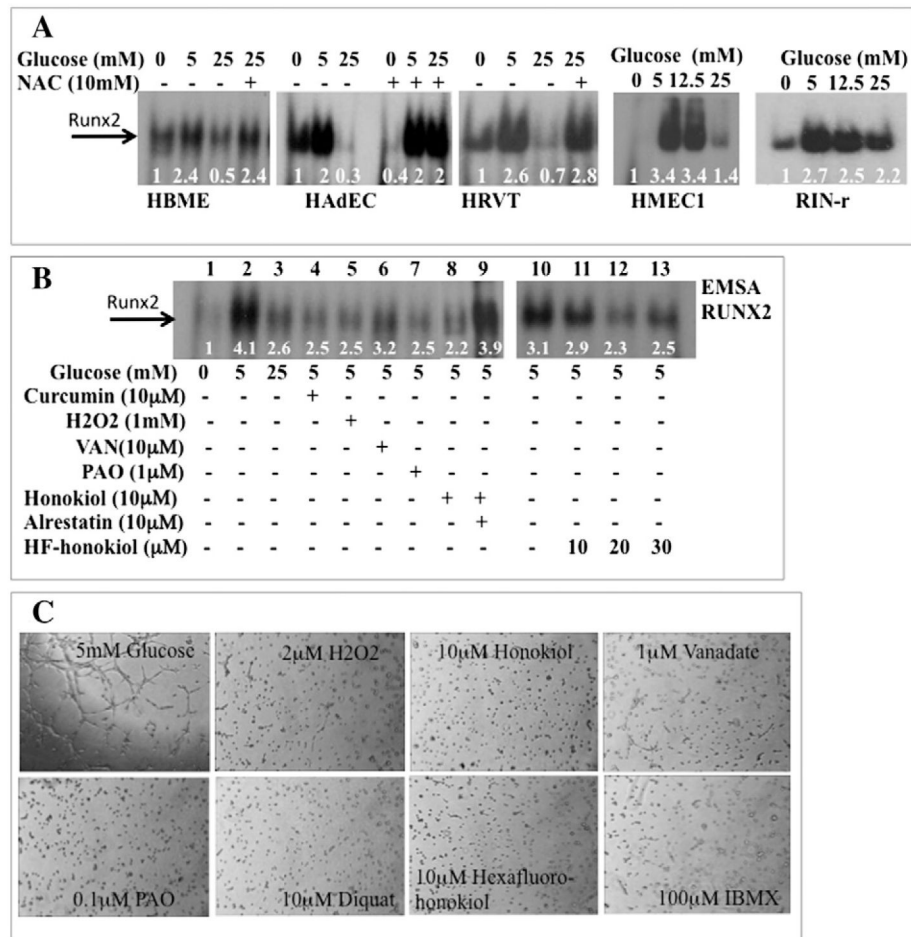 A
Glucose (mM) 0 5 25 25 0 5 25 0 5 25 0 5 25 25 Glucose (mM) Glucose (mM)
NAC (10mM) - - - + - - - + + + - - - + 0 5 12.5 25 0 5 12.5 25
Runx2
1 2.4 0.5 2.4 1 2 0.3 0.4 2 2 1 2.6 0.7 2.8 1 3.4 3.4 1.4 1 2.7 2.5 2.2
HBME HAdEC HRVT HMEC1 RIN-r
B
1 2 3 4 5 6 7 8 9 10 11 12 13
EMSA
RUNX2
Runx2
1 4.1 2.6 2.5 2.5 3.2 2.5 2.2 3.9 3.1 2.9 2.3 2.5
Glucose (mM) 0 5 25 5 5 5 5 5 5 5 5 5 5
Curcumin (10μM) - - - + - - - - - - - - -
H2O2 (1mM) - - - - + - - - - - - - -
VAN(10μM) - - - - - + - - - - - - -
PAO (1μM) - - - - - - + - - - - - -
Honokiol (10μM) - - - - - - - + + - - - -
Alrestatin (10μM) - - - - - - - - + - - - -
HF-honokiol (μM) - - - - - - - - - - 10 20 30
C
5mM Glucose
2μM H2O2
10μM Honokiol
1μM Vanadate
0.1μM PAO
10μM Diquat
10μM Hexafluoro-
honokiol
100μM IBMX